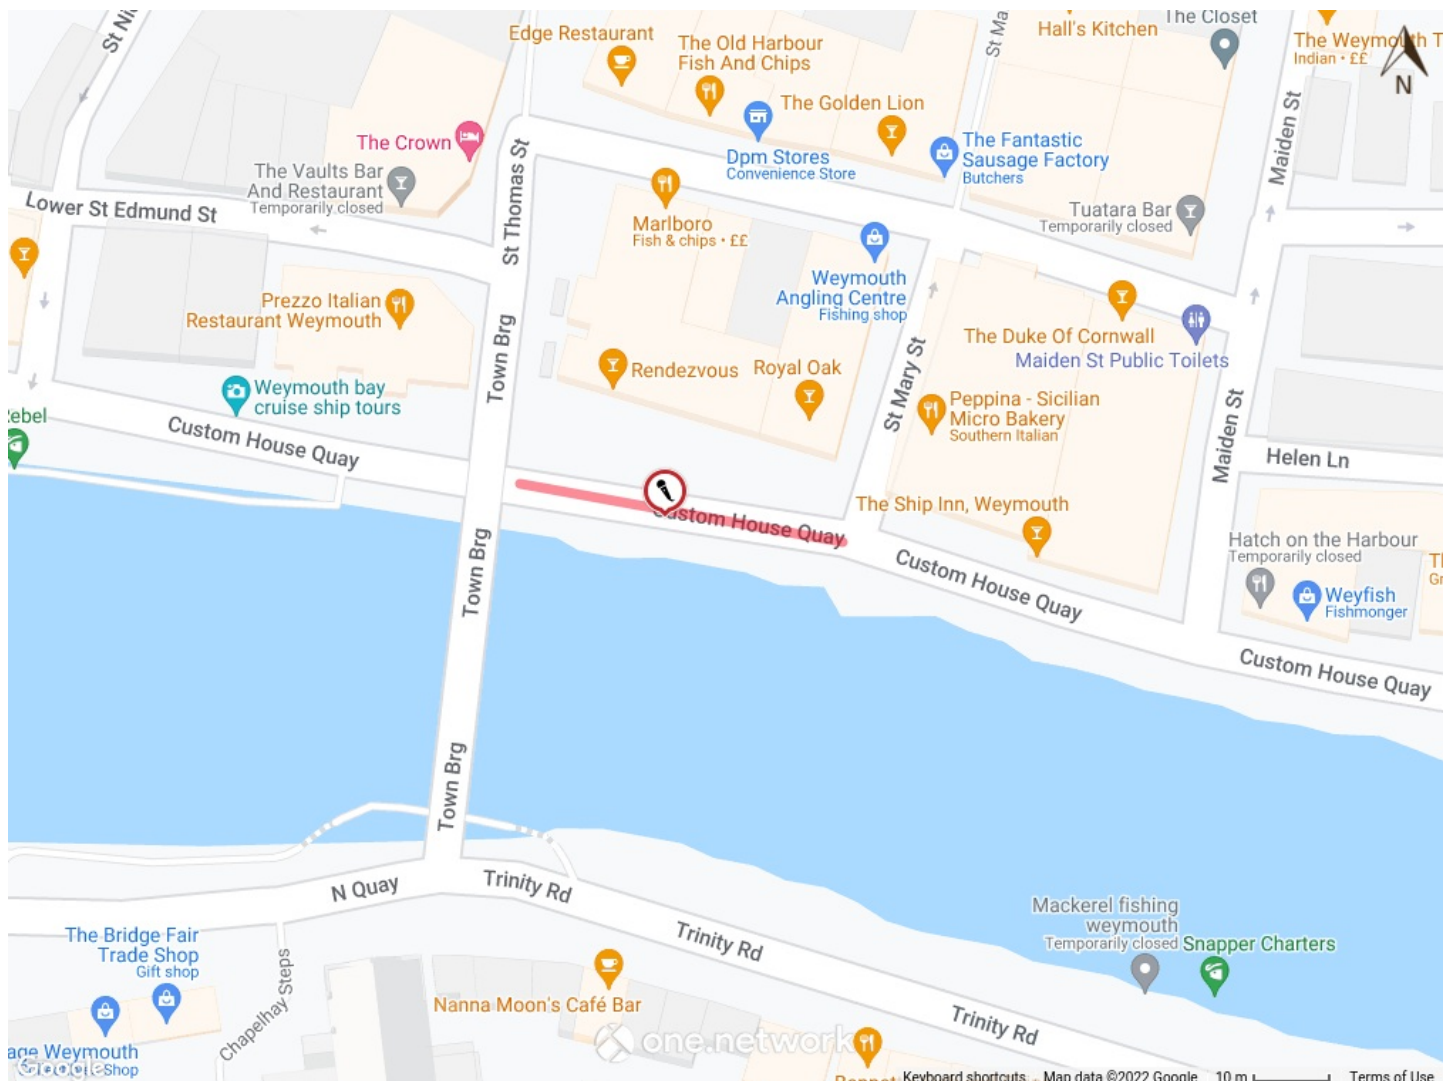 St Ni
Edge Restaurant
The Old Harbour
Fish And Chips
St Ma
Hall's Kitchen
The Closet
The Weymouth T
Indian • ££
N
The Golden Lion
The Crown
Dpm Stores
Convenience Store
The Fantastic
Sausage Factory
Butchers
Maiden St
The Vaults Bar
And Restaurant
Temporarily closed
Lower St Edmund St
St Thomas St
Marlboro
Fish & chips • ££
Tuatara Bar
Temporarily closed
Weymouth
Angling Centre
Fishing shop
Prezzo Italian
Restaurant Weymouth
Town Brg
The Duke Of Cornwall
Maiden St Public Toilets
Rendezvous
Royal Oak
St Mary St
Weymouth bay
cruise ship tours
Peppina - Sicilian
Micro Bakery
Southern Italian
Maiden St
Rebel
Custom House Quay
Helen Ln
Custom House Quay
The Ship Inn, Weymouth
Town Brg
Custom House Quay
Hatch on the Harbour
Temporarily closed
Weyfish
Fishmonger
Th
Gr
Custom House Quay
Town Brg
N Quay
Trinity Rd
Trinity Rd
Mackerel fishing
weymouth
Temporarily closed
Snapper Charters
The Bridge Fair
Trade Shop
Gift shop
Chapelhay Steps
Nanna Moon's Café Bar
Trinity Rd
one.network
age Weymouth
Shop
Google
Keyboard shortcuts
Map data ©2022 Google
10 m
Terms of Use